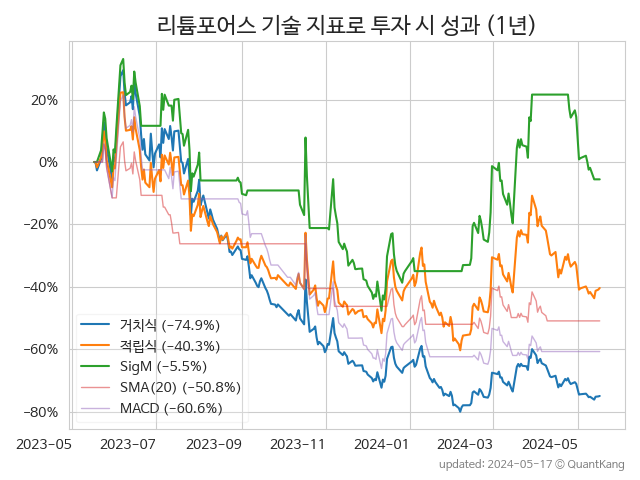 리튬포어스 기술 지표로 투자 시 성과 (1년)
20%
0%
−20%
−40%
−60%
−80%
거치식 (−74.9%)
적립식 (−40.3%)
SigM (−5.5%)
SMA(20) (−50.8%)
MACD (−60.6%)
2023−05 2023−07 2023−09 2023−11 2024−01 2024−03 2024−05
updated: 2024−05−17 © QuantKang